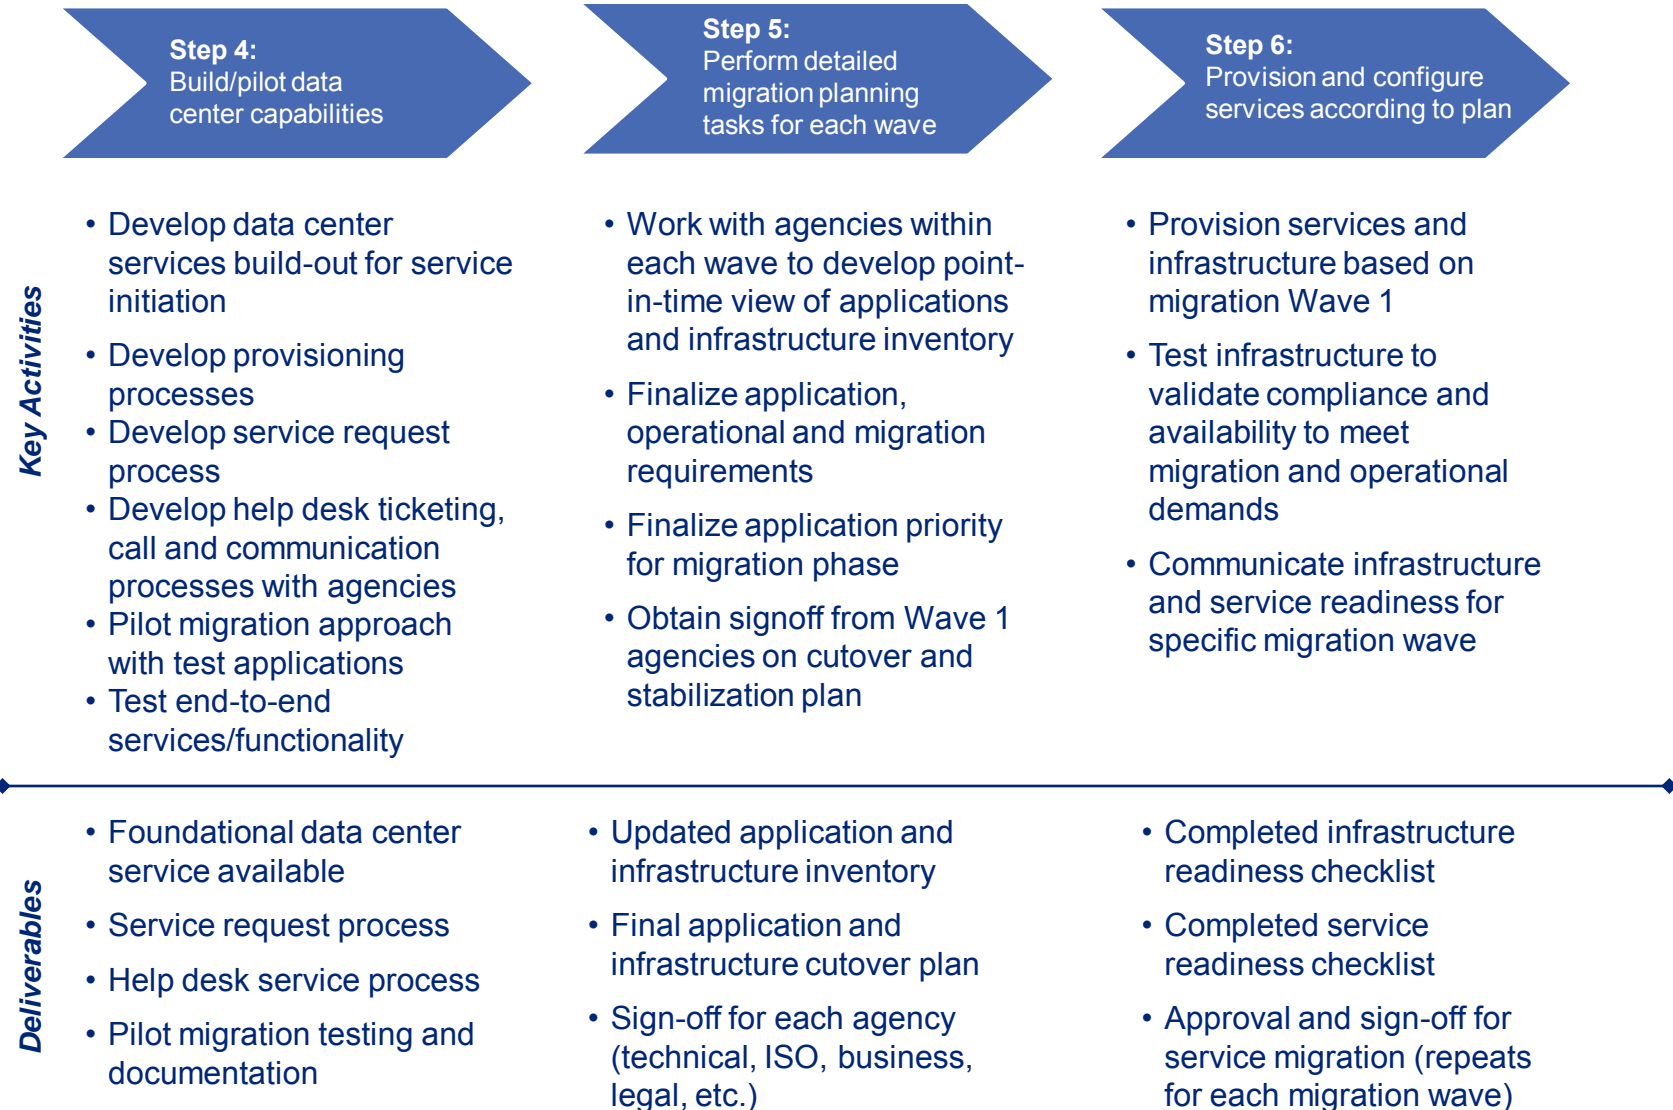 Step 4:
Build/pilot data
center capabilities
Step 5:
Perform detailed
migration planning
tasks for each wave
Step 6:
Provision and configure
services according to plan
Key Activities
• Develop data center
services build-out for service
initiation
• Develop provisioning
processes
• Develop service request
process
• Develop help desk ticketing,
call and communication
processes with agencies
• Pilot migration approach
with test applications
• Test end-to-end
services/functionality
• Work with agencies within
each wave to develop point-
in-time view of applications
and infrastructure inventory
• Finalize application,
operational and migration
requirements
• Finalize application priority
for migration phase
• Obtain signoff from Wave 1
agencies on cutover and
stabilization plan
• Provision services and
infrastructure based on
migration Wave 1
• Test infrastructure to
validate compliance and
availability to meet
migration and operational
demands
• Communicate infrastructure
and service readiness for
specific migration wave
Deliverables
• Foundational data center
service available
• Service request process
• Help desk service process
• Pilot migration testing and
documentation
• Updated application and
infrastructure inventory
• Final application and
infrastructure cutover plan
• Sign-off for each agency
(technical, ISO, business,
legal, etc.)
• Completed infrastructure
readiness checklist
• Completed service
readiness checklist
• Approval and sign-off for
service migration (repeats
for each migration wave)